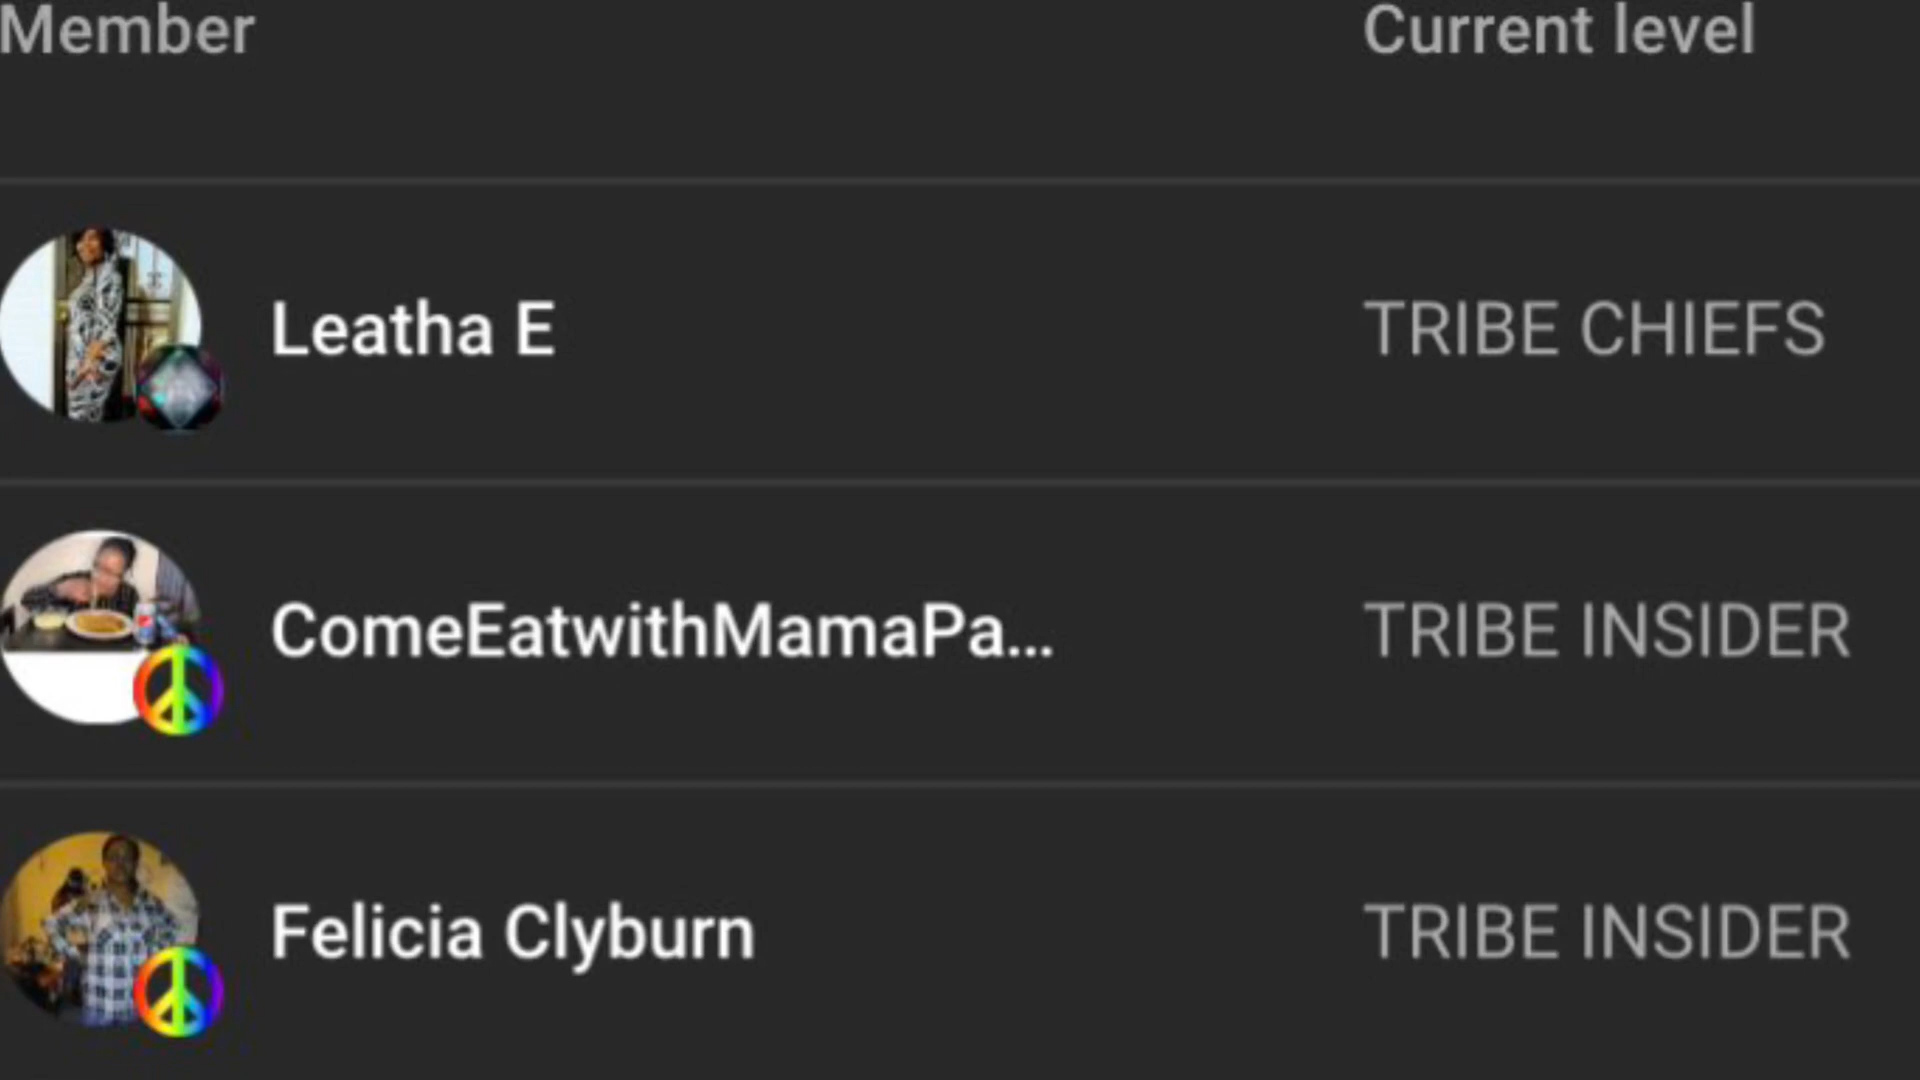 Member Current level
Leatha E TRIBE CHIEFS
ComeEatwithMamaPa... TRIBE INSIDER
Felicia Clyburn TRIBE INSIDER